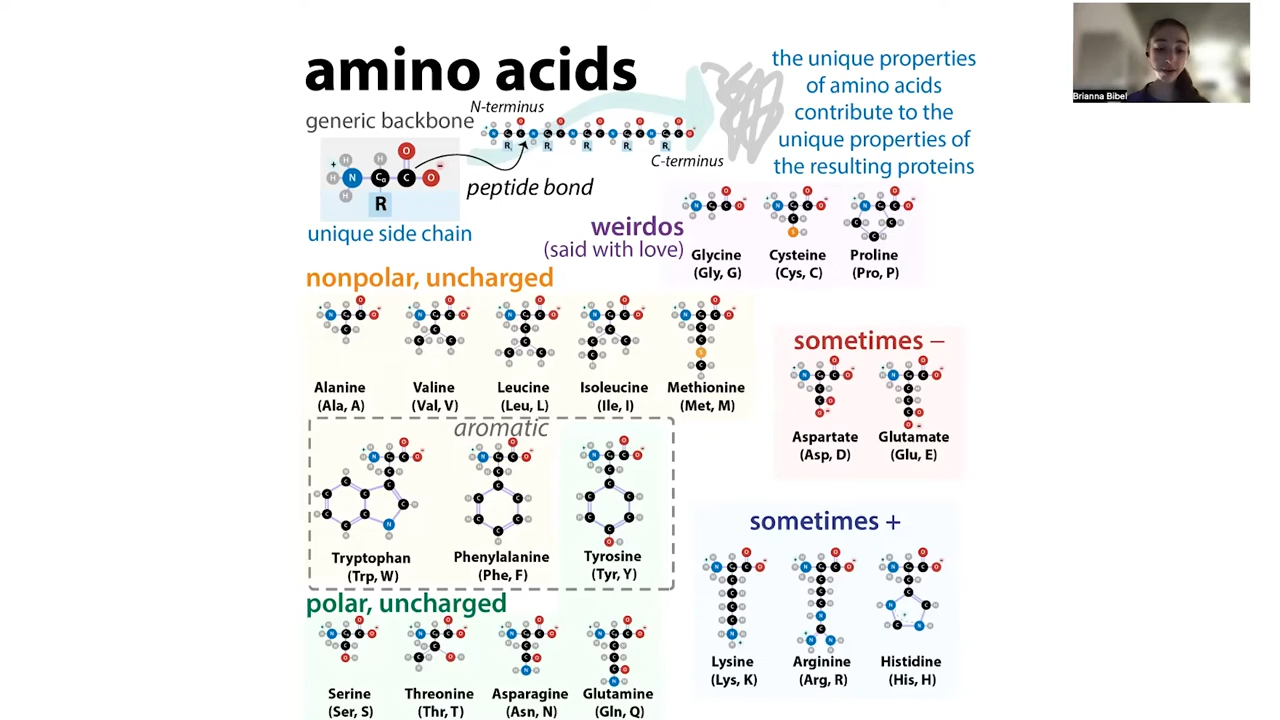 amino acids
N-terminus
generic backbone
C-terminus
peptide bond
R
unique side chain
the unique properties
of amino acids
contribute to the
unique properties of
the resulting proteins
Brianna Bibel
weirdos
(said with love)
Glycine Cysteine Proline
(Gly, G) (Cys, C) (Pro, P)
nonpolar, uncharged
Alanine Valine Leucine Isoleucine Methionine
(Ala, A) (Val, V) (Leu, L) (Ile, I) (Met, M)
sometimes –
Aspartate Glutamate
(Asp, D) (Glu, E)
aromatic
Tryptophan Phenylalanine Tyrosine
(Trp, W) (Phe, F) (Tyr, Y)
sometimes +
Lysine Arginine Histidine
(Lys, K) (Arg, R) (His, H)
polar, uncharged
Serine Threonine Asparagine Glutamine
(Ser, S) (Thr, T) (Asn, N) (Gln, Q)